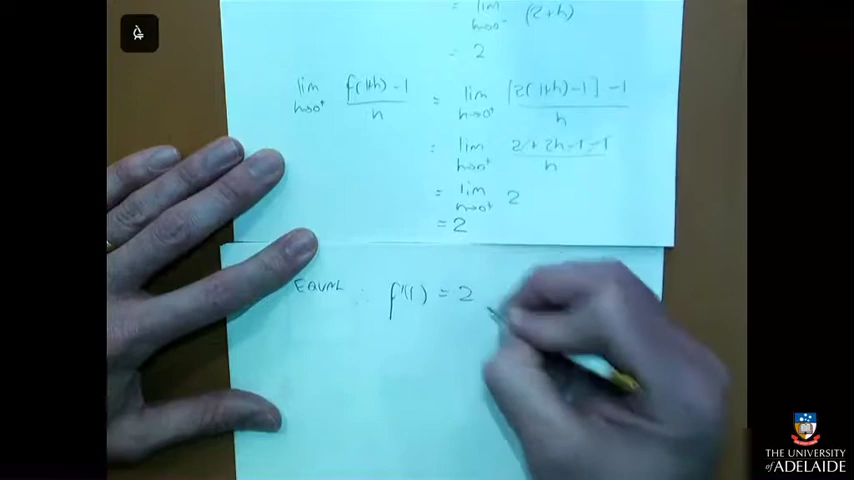 = lim h→0⁻ (2+h)
= 2
lim h→0⁺ f(1+h) - 1 / h = lim h→0⁺ [2(1+h)-1] - 1 / h
= lim h→0⁺ 2 + 2h - 1 - 1 / h
= lim h→0⁺ 2
= 2
EQUAL ∴ f'(1) = 2
THE UNIVERSITY
of ADELAIDE